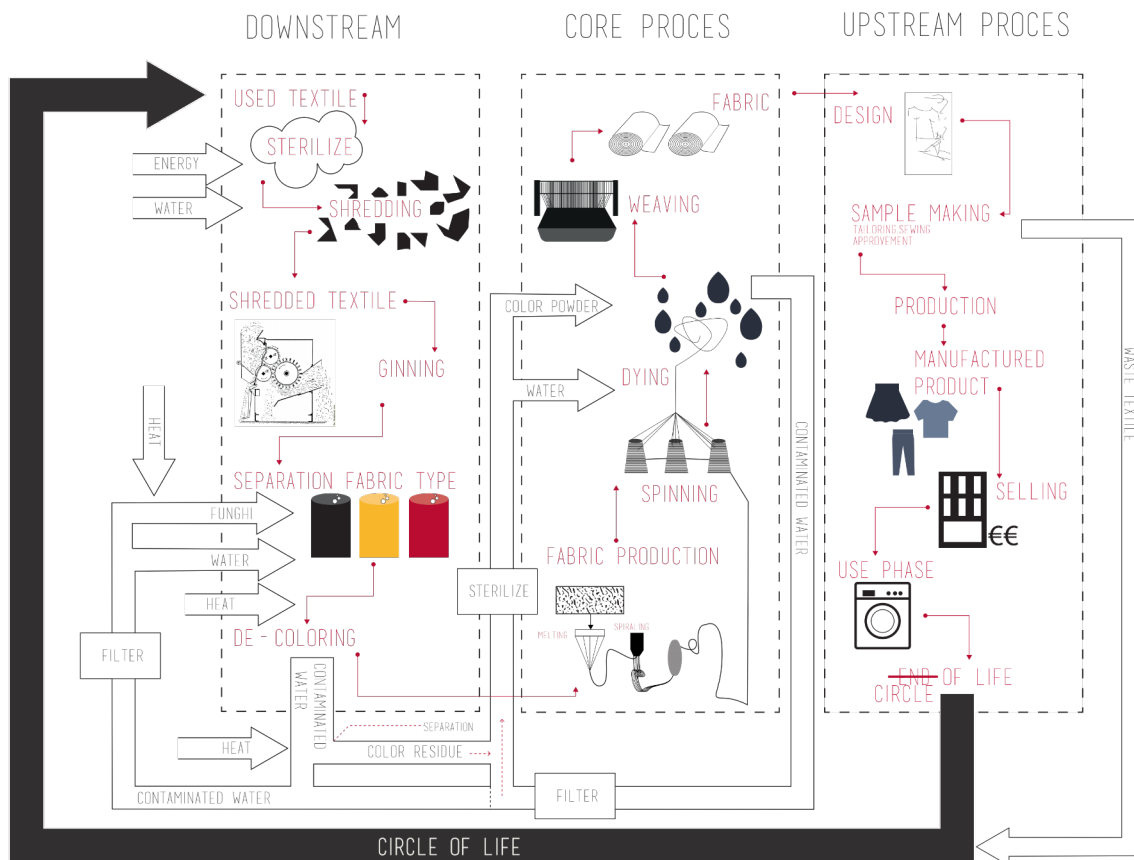 DOWNSTREAM
CORE PROCES
UPSTREAM PROCES
USED TEXTILE
STERILIZE
ENERGY
WATER
SHREDDING
SHREDDED TEXTILE
GINNING
HEAT
SEPARATION FABRIC TYPE
FUNGHI
WATER
HEAT
DE-COLORING
FILTER
CONTAMINATED
WATER
HEAT
SEPARATION
COLOR RESIDUE
CONTAMINATED WATER
FABRIC
WEAVING
COLOR POWDER
DYING
WATER
SPINNING
CONTAMINATED WATER
FABRIC PRODUCTION
STERILIZE
MELTING
SPIRALING
FILTER
DESIGN
SAMPLE MAKING
TAILORING,SEWING
APPROVEMENT
PRODUCTION
MANUFACTURED
PRODUCT
SELLING
€€
USE PHASE
END OF LIFE
CIRCLE
WASTE TEXTILE
CIRCLE OF LIFE